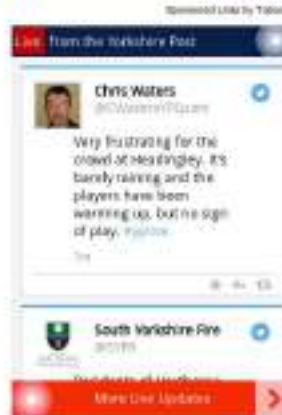 Sponsored Links by
Live from the Yorkshire Post
Chris Waters
Very frustrating for the
crowd at Headingley. It's
barely raining and the
players have been
warming up, but no sign
of play.
South Yorkshire Fire
@SYFR
More Live Updates